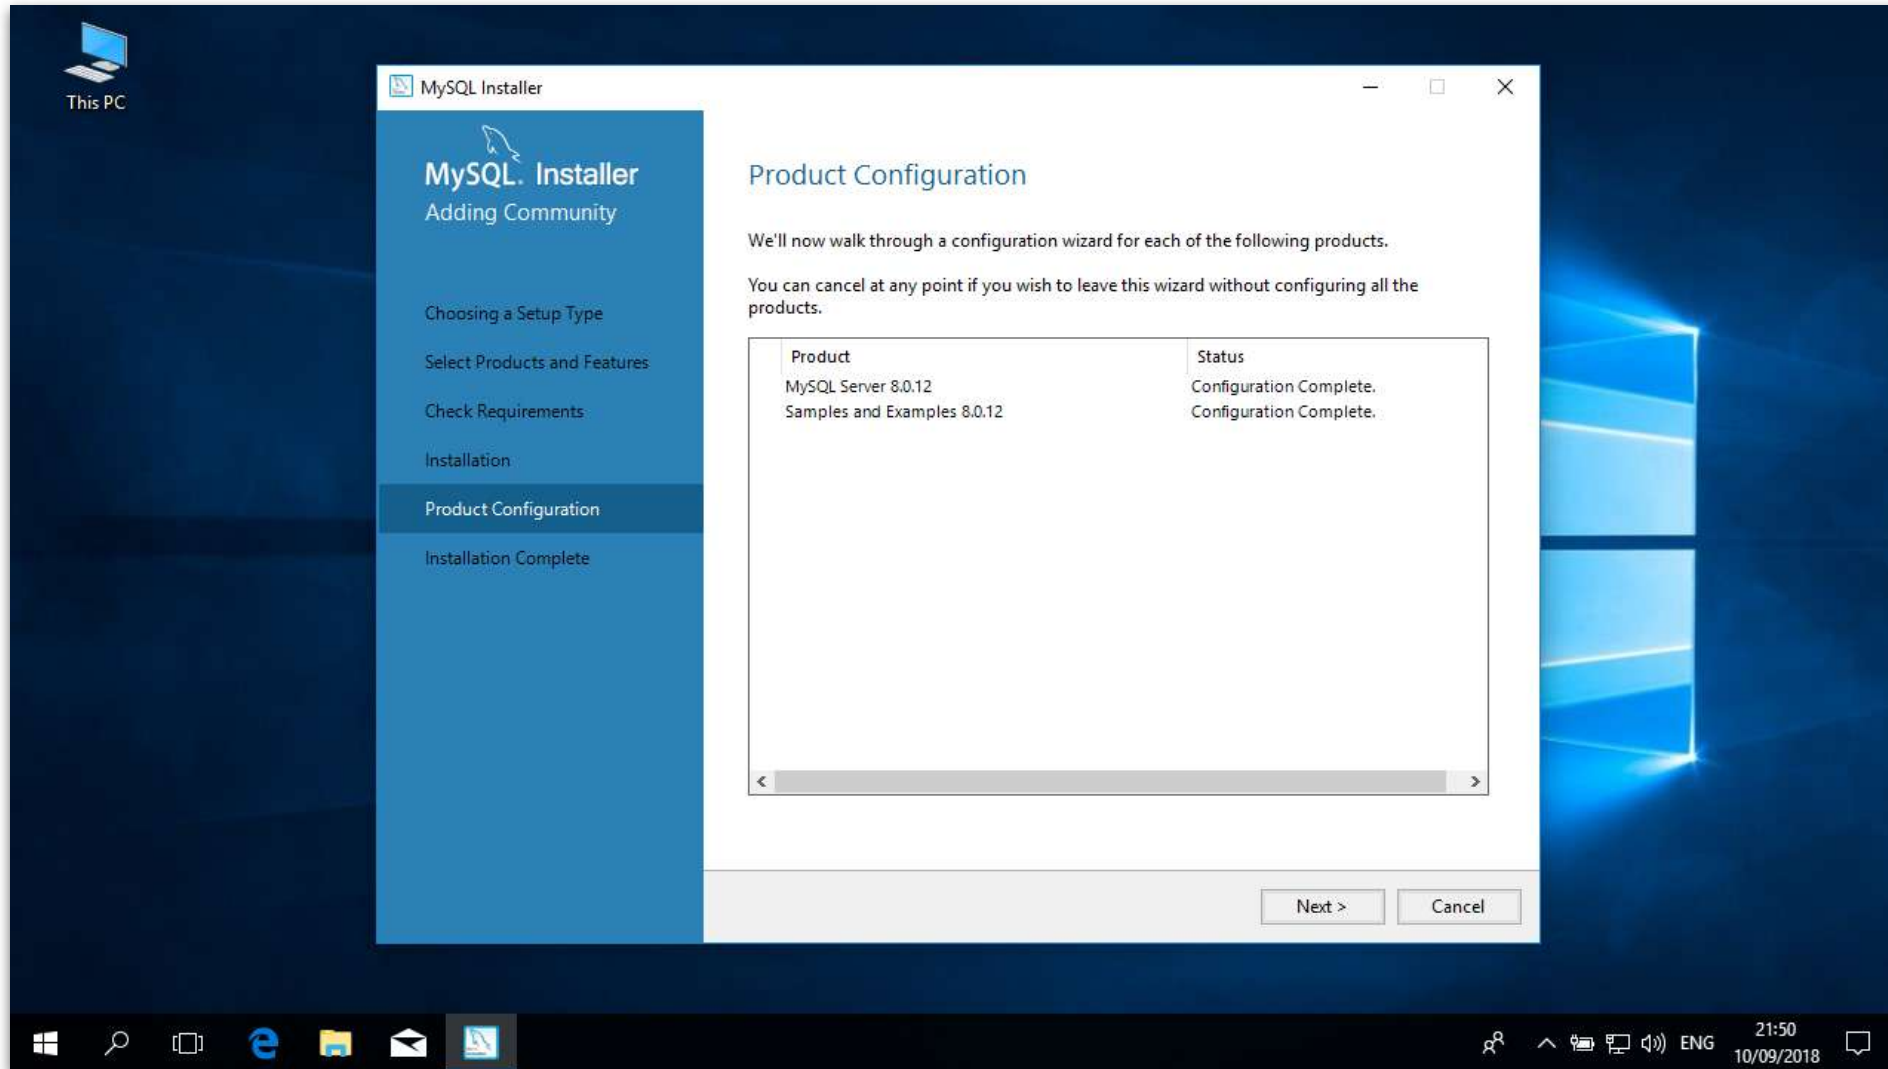 This PC
MySQL Installer
MySQL. Installer
Adding Community
Choosing a Setup Type
Select Products and Features
Check Requirements
Installation
Product Configuration
Installation Complete
Product Configuration
We'll now walk through a configuration wizard for each of the following products.
You can cancel at any point if you wish to leave this wizard without configuring all the
products.
Product Status
MySQL Server 8.0.12 Configuration Complete.
Samples and Examples 8.0.12 Configuration Complete.
Next > Cancel
ENG
21:50
10/09/2018